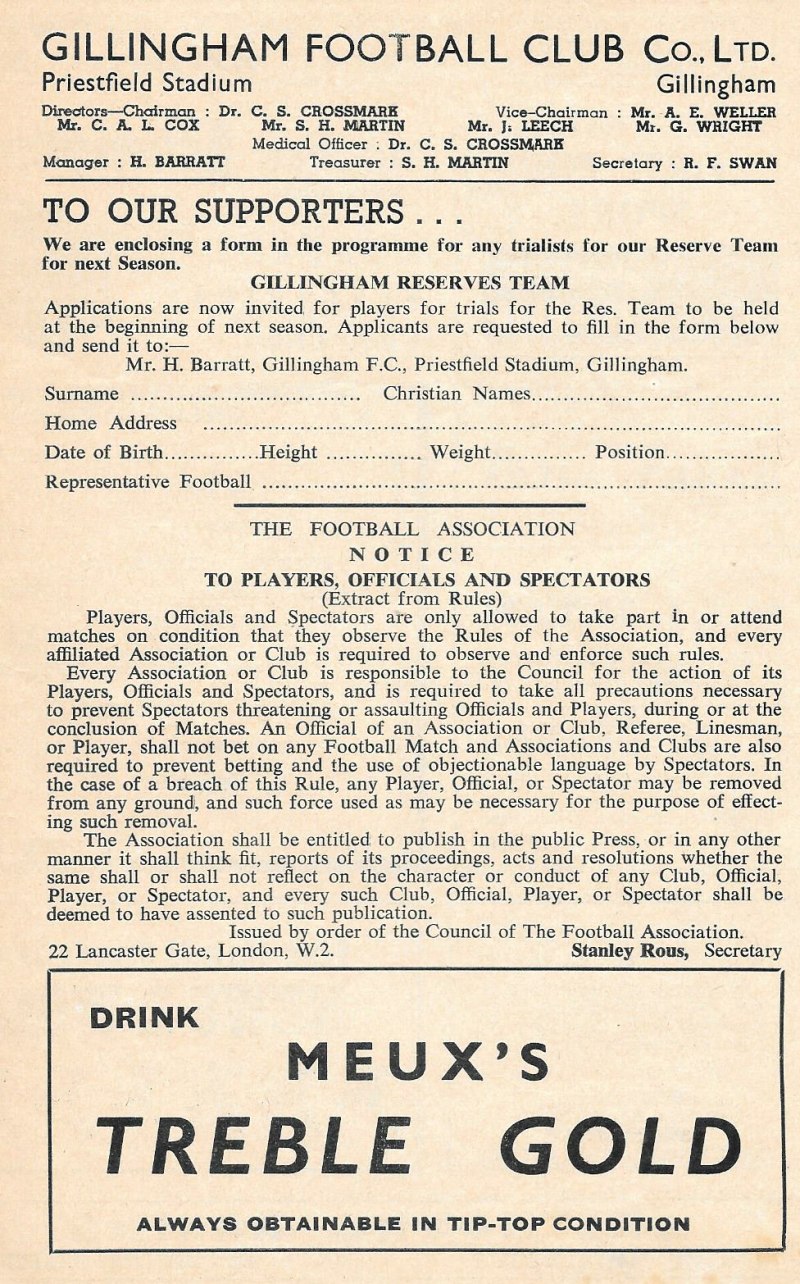 GILLINGHAM FOOTBALL CLUB Co., LTD.
Priestfield Stadium Gillingham
Directors—Chairman : Dr. C. S. CROSSMARK Vice-Chairman : Mr. A. E. WELLER
Mr. C. A. L. COX Mr. S. H. MARTIN Mr. J. LEECH Mr. G. WRIGHT
Medical Officer : Dr. C. S. CROSSMARK
Manager : H. BARRATT Treasurer : S. H. MARTIN Secretary : R. F. SWAN
TO OUR SUPPORTERS . . .
We are enclosing a form in the programme for any trialists for our Reserve Team
for next Season.
GILLINGHAM RESERVES TEAM
Applications are now invited for players for trials for the Res. Team to be held
at the beginning of next season. Applicants are requested to fill in the form below
and send it to:—
Mr. H. Barratt, Gillingham F.C., Priestfield Stadium, Gillingham.
Surname .................................. Christian Names.....................................
Home Address .....................................................................................
Date of Birth..............Height .............. Weight.............. Position.................
Representative Football ..............................................................................
THE FOOTBALL ASSOCIATION
NOTICE
TO PLAYERS, OFFICIALS AND SPECTATORS
(Extract from Rules)
Players, Officials and Spectators are only allowed to take part in or attend
matches on condition that they observe the Rules of the Association, and every
affiliated Association or Club is required to observe and enforce such rules.
Every Association or Club is responsible to the Council for the action of its
Players, Officials and Spectators, and is required to take all precautions necessary
to prevent Spectators threatening or assaulting Officials and Players, during or at the
conclusion of Matches. An Official of an Association or Club, Referee, Linesman,
or Player, shall not bet on any Football Match and Associations and Clubs are also
required to prevent betting and the use of objectionable language by Spectators. In
the case of a breach of this Rule, any Player, Official, or Spectator may be removed
from any ground, and such force used as may be necessary for the purpose of effect-
ing such removal.
The Association shall be entitled to publish in the public Press, or in any other
manner it shall think fit, reports of its proceedings, acts and resolutions whether the
same shall or shall not reflect on the character or conduct of any Club, Official,
Player, or Spectator, and every such Club, Official, Player, or Spectator shall be
deemed to have assented to such publication.
Issued by order of the Council of The Football Association.
22 Lancaster Gate, London, W.2. Stanley Rous, Secretary
DRINK
MEUX'S
TREBLE GOLD
ALWAYS OBTAINABLE IN TIP-TOP CONDITION